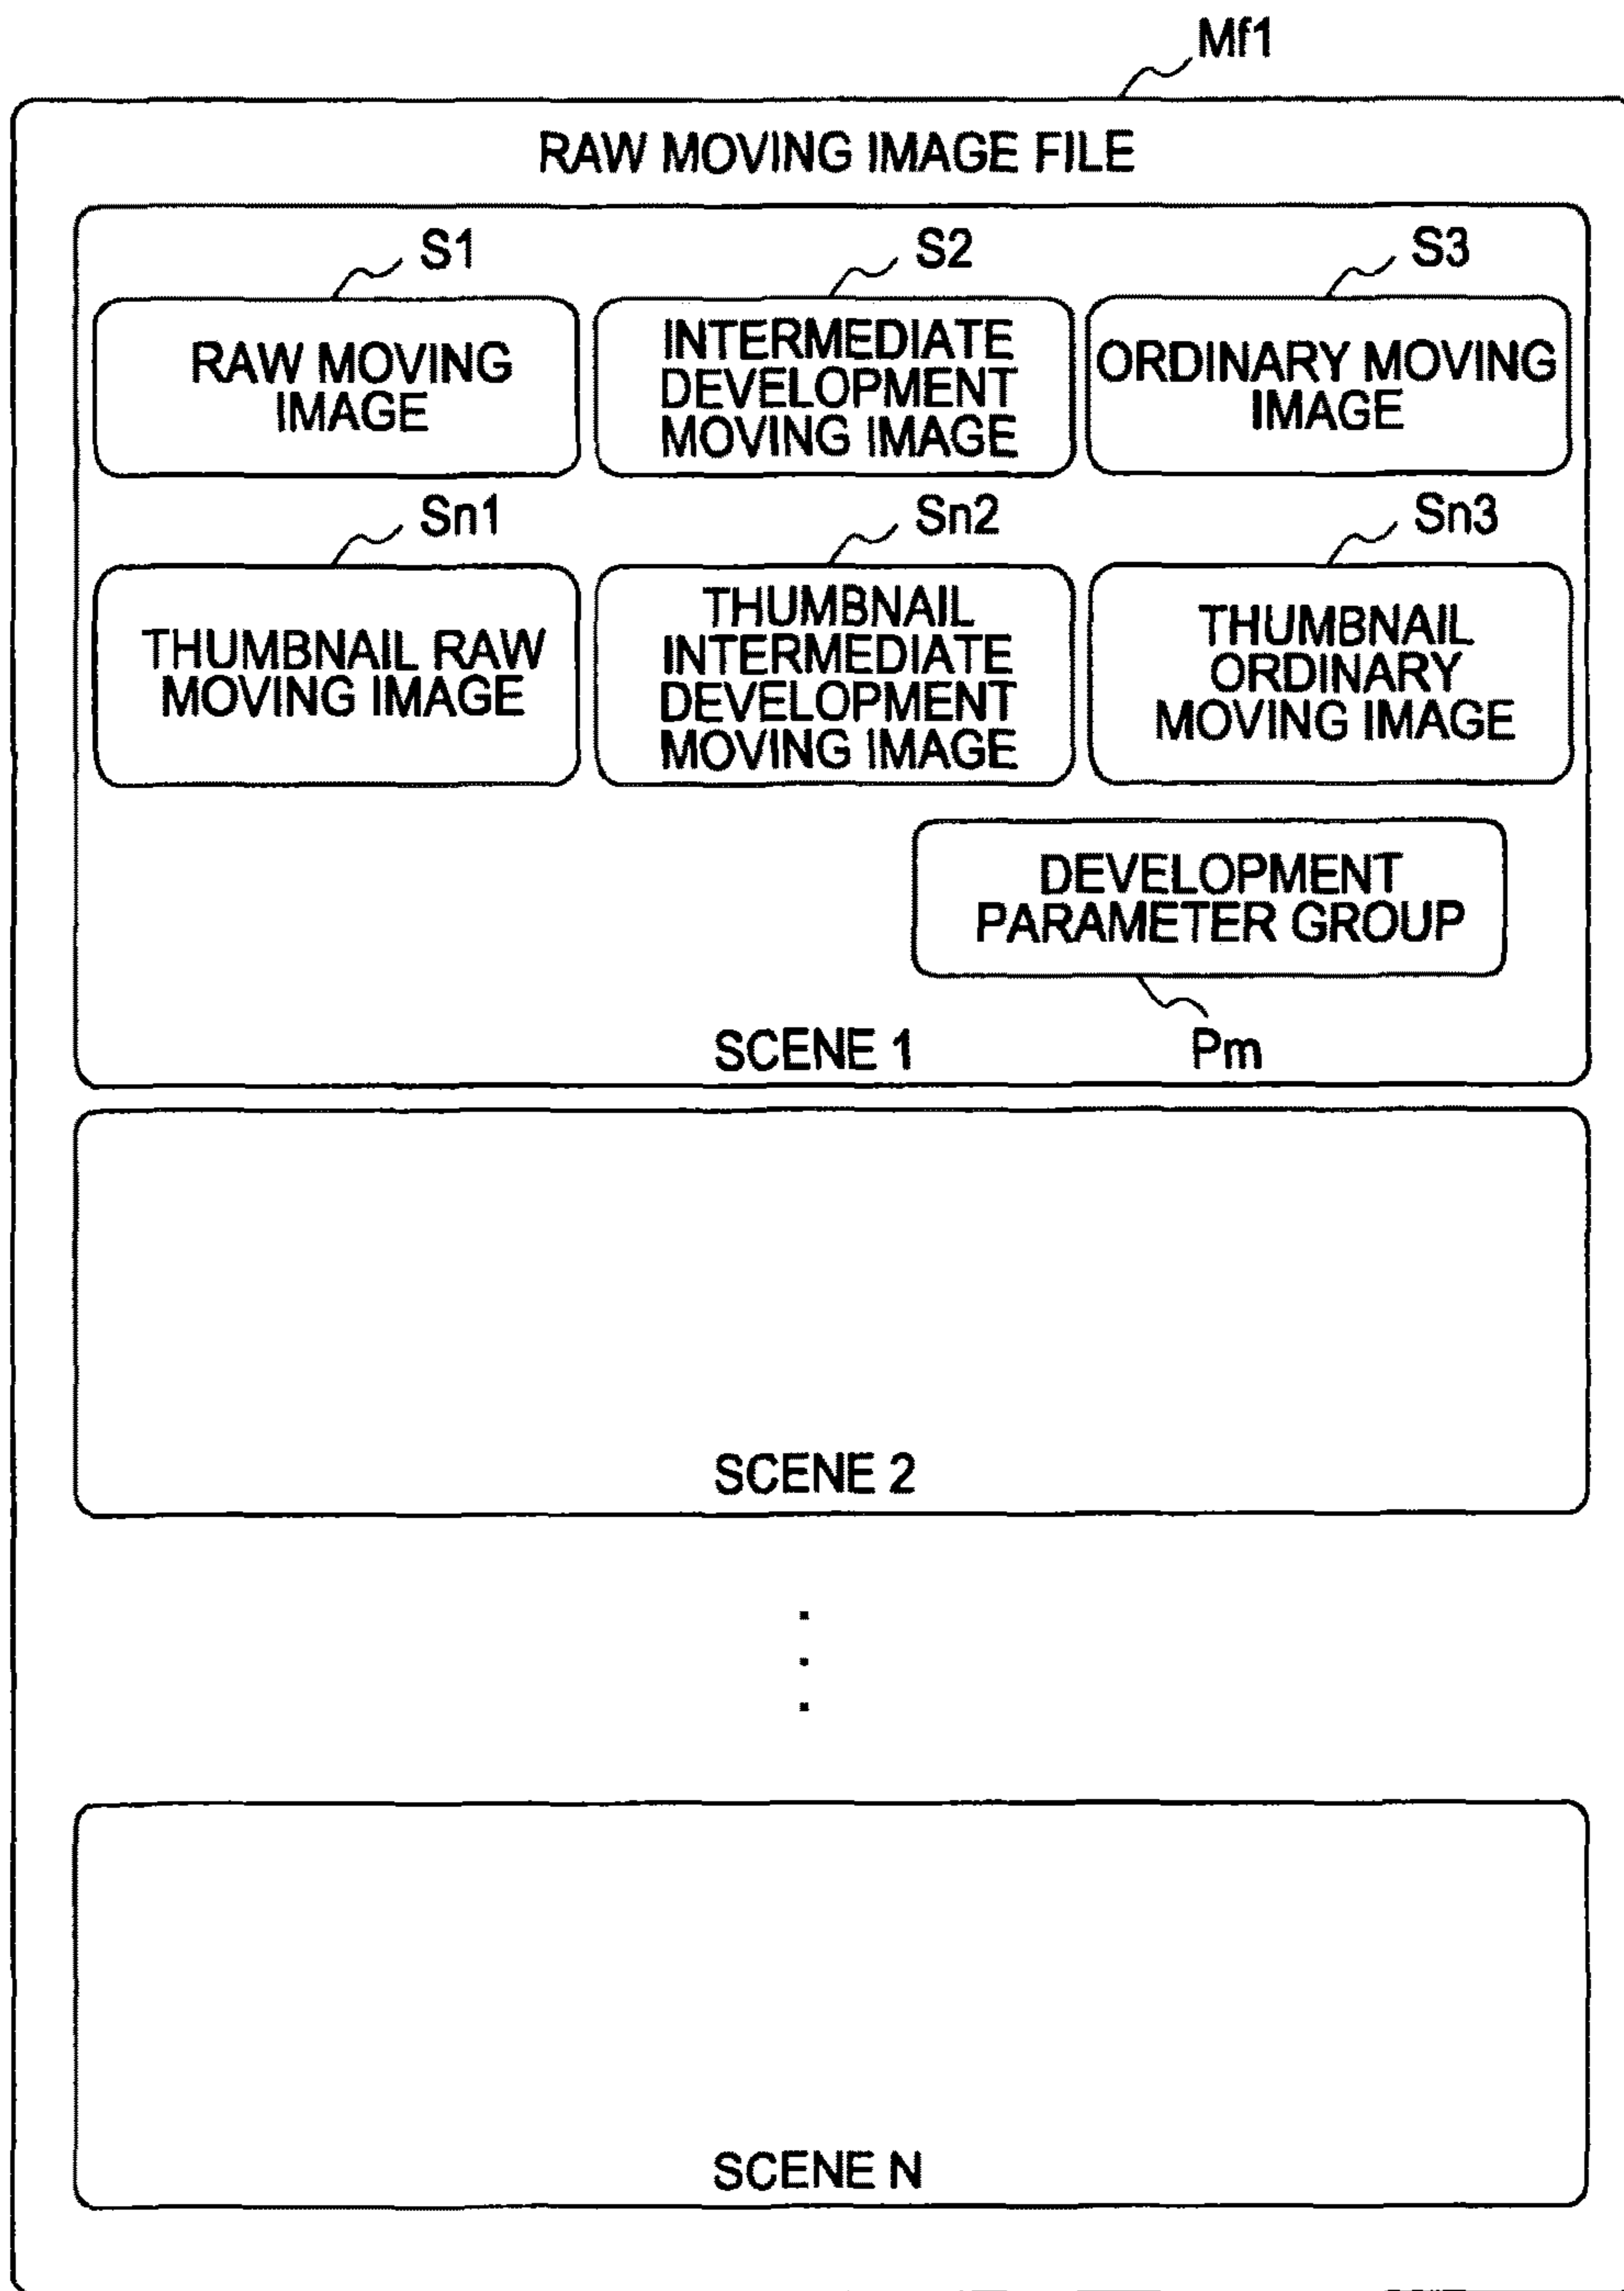 Mf1
RAW MOVING IMAGE FILE
S1
S2
S3
RAW MOVING
IMAGE
INTERMEDIATE
DEVELOPMENT
MOVING IMAGE
ORDINARY MOVING
IMAGE
Sn1
Sn2
Sn3
THUMBNAIL RAW
MOVING IMAGE
THUMBNAIL
INTERMEDIATE
DEVELOPMENT
MOVING IMAGE
THUMBNAIL
ORDINARY
MOVING IMAGE
DEVELOPMENT
PARAMETER GROUP
SCENE 1
Pm
SCENE 2
SCENE N